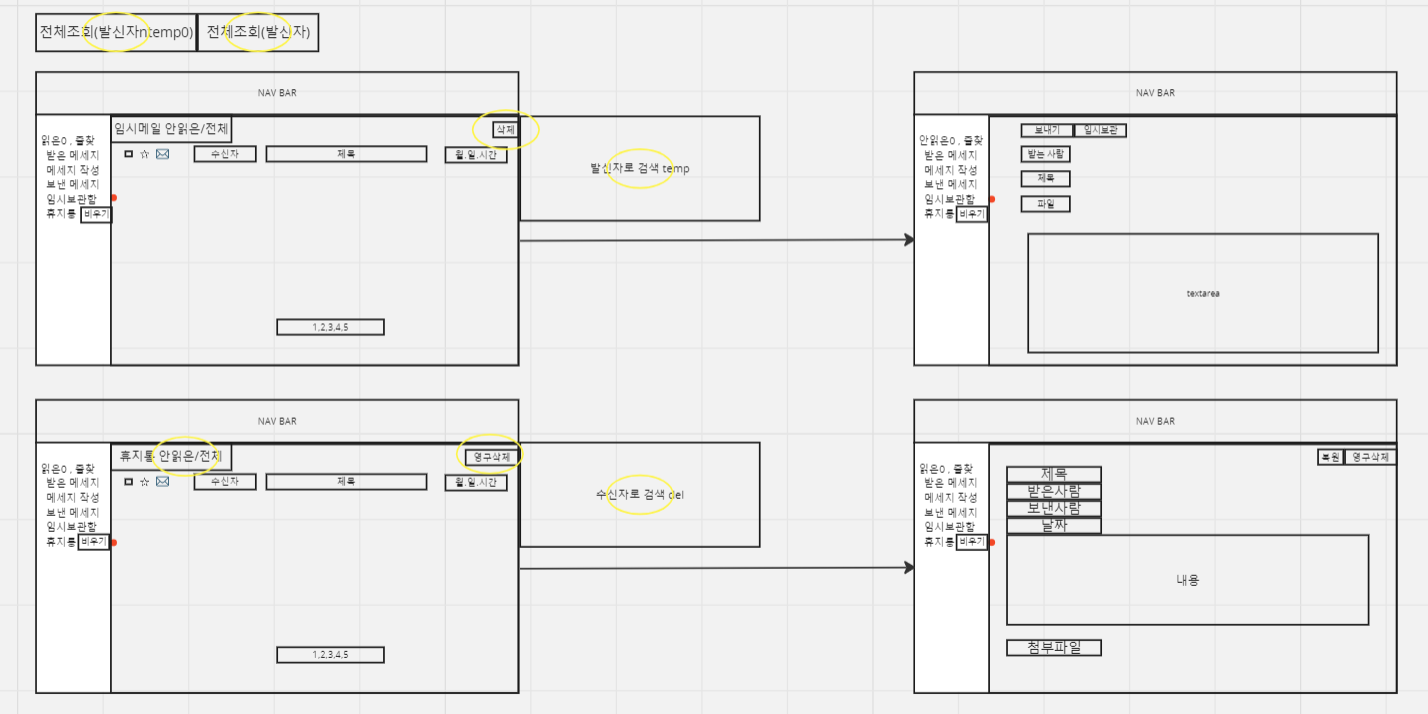 전체조회(발신자ntemp0)
전체조회(발신자)
NAV BAR
임시메일 안읽은/전체
삭제
읽은0 , 즐찾
받은 메세지
메세지 작성
보낸 메세지
임시보관함
휴지통 비우기
☆
수신자
제목
월.일.시간
1,2,3,4,5
발신자로 검색 temp
NAV BAR
안읽은0 , 즐찾
받은 메세지
메세지 작성
보낸 메세지
임시보관함
휴지통 비우기
보내기
임시보관
받는 사람
제목
파일
textarea
NAV BAR
휴지통 안읽은/전체
영구삭제
읽은0 , 즐찾
받은 메세지
메세지 작성
보낸 메세지
임시보관함
휴지통 비우기
☆
수신자
제목
월.일.시간
1,2,3,4,5
수신자로 검색 del
NAV BAR
읽은0 , 즐찾
받은 메세지
메세지 작성
보낸 메세지
임시보관함
휴지통 비우기
복원
영구삭제
제목
받은사람
보낸사람
날짜
내용
첨부파일